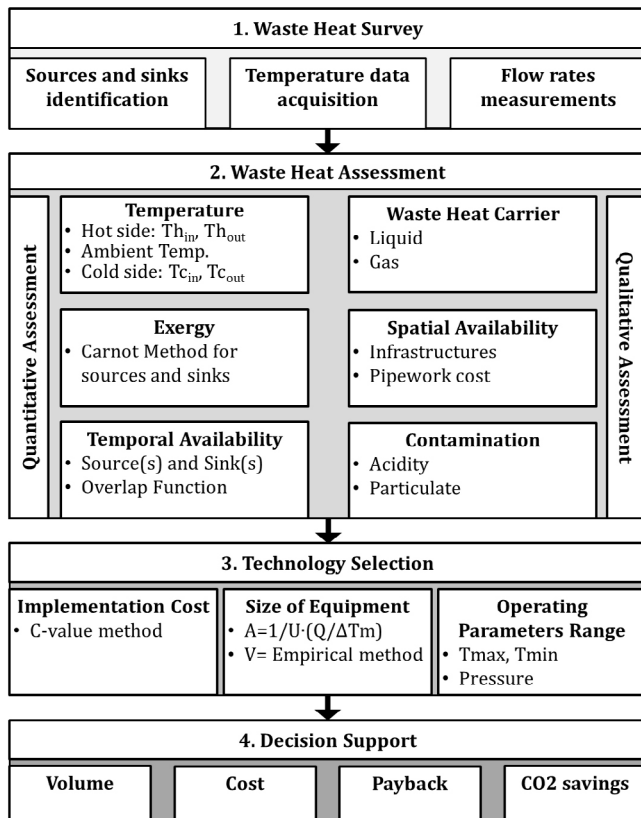 1. Waste Heat Survey
Sources and sinks
identification
Temperature data
acquisition
Flow rates
measurements
2. Waste Heat Assessment
Quantitative Assessment
Temperature
• Hot side: Th_in, Th_out
• Ambient Temp.
• Cold side: Tc_in, Tc_out
Exergy
• Carnot Method for
sources and sinks
Temporal Availability
• Source(s) and Sink(s)
• Overlap Function
Waste Heat Carrier
• Liquid
• Gas
Spatial Availability
• Infrastructures
• Pipework cost
Contamination
• Acidity
• Particulate
Qualitative Assessment
3. Technology Selection
Implementation Cost
• C-value method
Size of Equipment
• A=1/U·(Q/ΔTm)
• V= Empirical method
Operating
Parameters Range
• Tmax, Tmin
• Pressure
4. Decision Support
Volume
Cost
Payback
CO2 savings